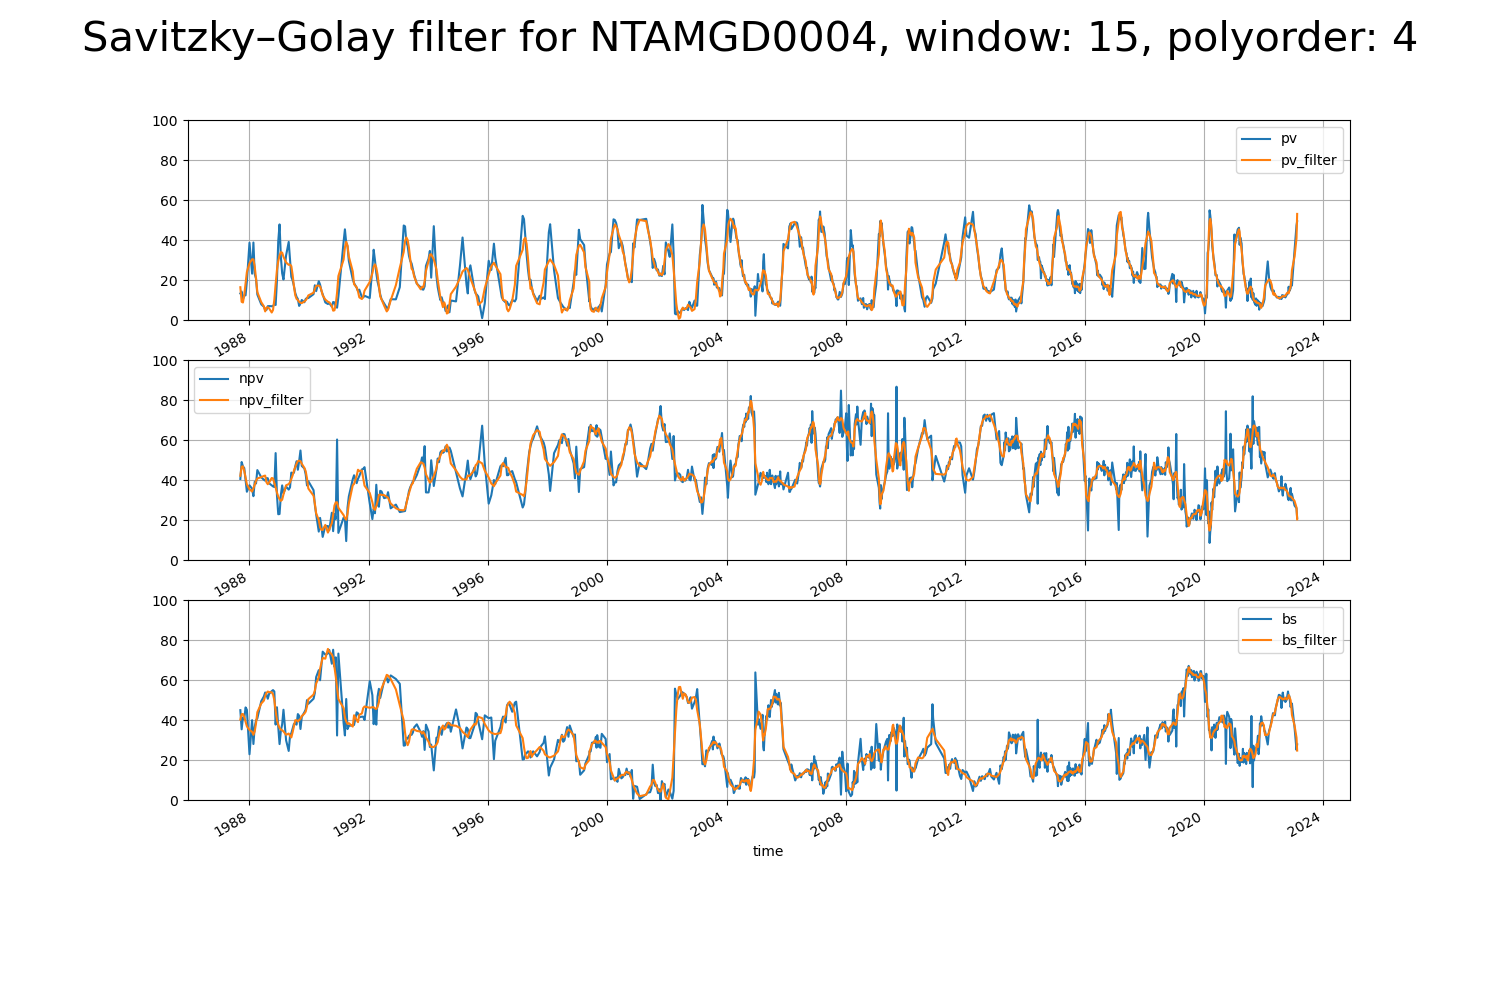 Savitzky–Golay filter for NTAMGD0004, window: 15, polyorder: 4
100
80
60
40
20
0
pv
pv_filter
1988 1992 1996 2000 2004 2008 2012 2016 2020 2024
100
80
60
40
20
0
npv
npv_filter
1988 1992 1996 2000 2004 2008 2012 2016 2020 2024
100
80
60
40
20
0
bs
bs_filter
1988 1992 1996 2000 2004 2008 2012 2016 2020 2024
time